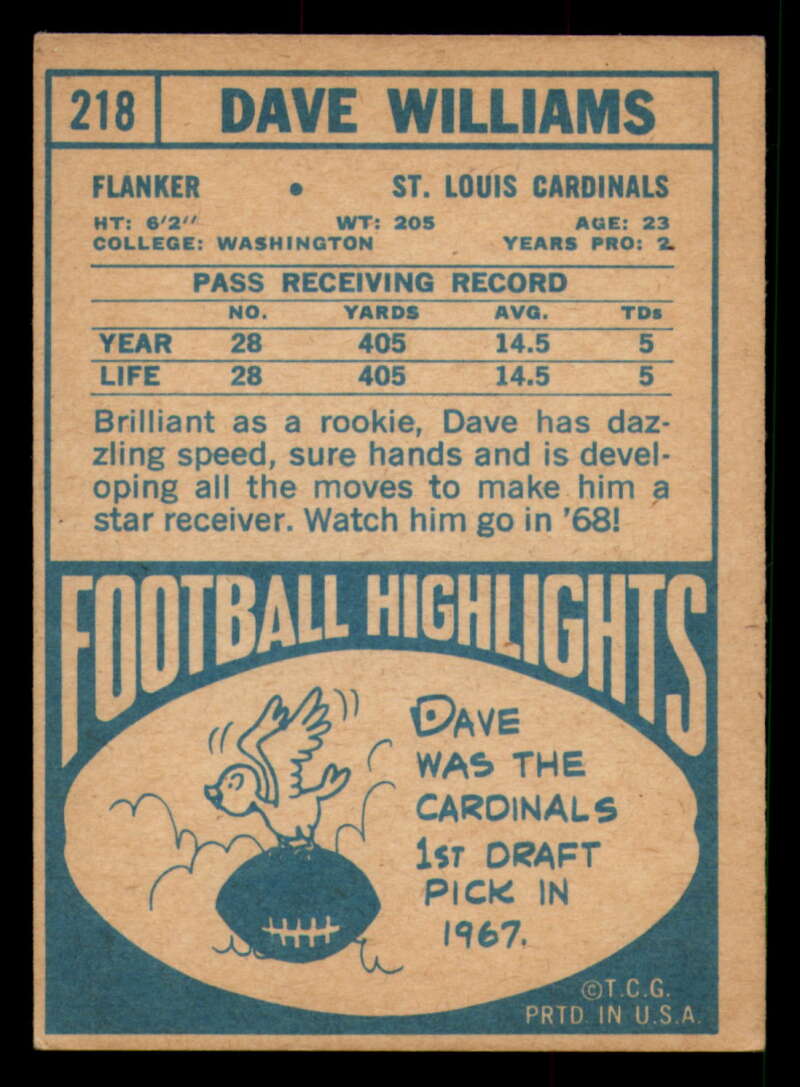 218 DAVE WILLIAMS
FLANKER • ST. LOUIS CARDINALS
HT: 6'2" WT: 205 AGE: 23
COLLEGE: WASHINGTON YEARS PRO: 2
PASS RECEIVING RECORD
NO. YARDS AVG. TDs
YEAR 28 405 14.5 5
LIFE 28 405 14.5 5
Brilliant as a rookie, Dave has daz-
zling speed, sure hands and is devel-
oping all the moves to make him a
star receiver. Watch him go in '68!
FOOTBALL HIGHLIGHTS
DAVE
WAS THE
CARDINALS
1ST DRAFT
PICK IN
1967.
©T.C.G.
PRTD. IN U.S.A.